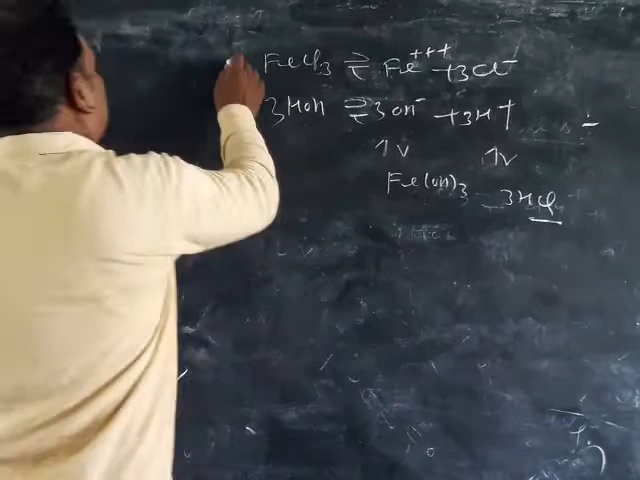 FeCl3 ⇌ Fe+++ + 3Cl-
3HOH ⇌ 3OH- + 3H+
Fe(OH)3 3HCl